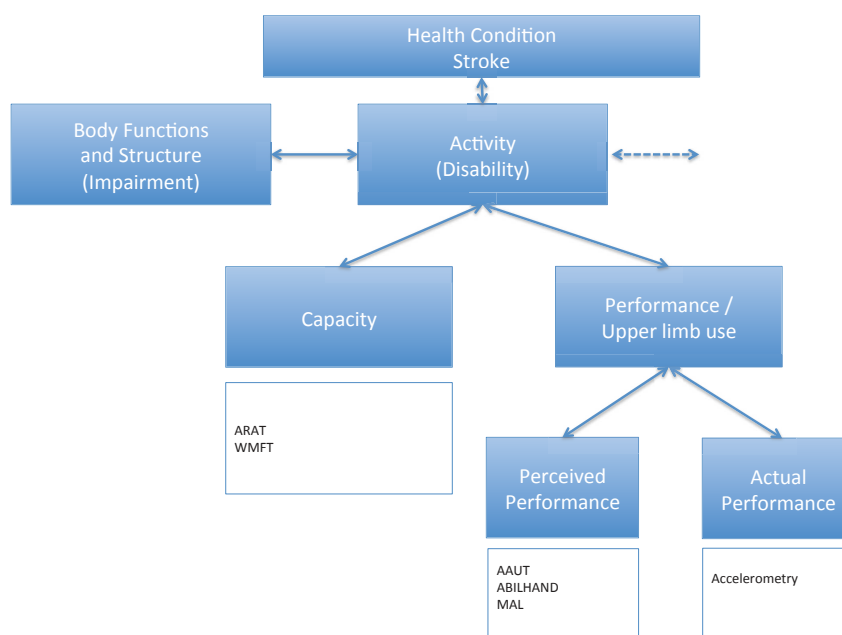 Health Condition
Stroke
Body Functions
and Structure
(Impairment)
Activity
(Disability)
Capacity
Performance /
Upper limb use
ARAT
WMFT
Perceived
Performance
Actual
Performance
AAUT
ABILHAND
MAL
Accelerometry